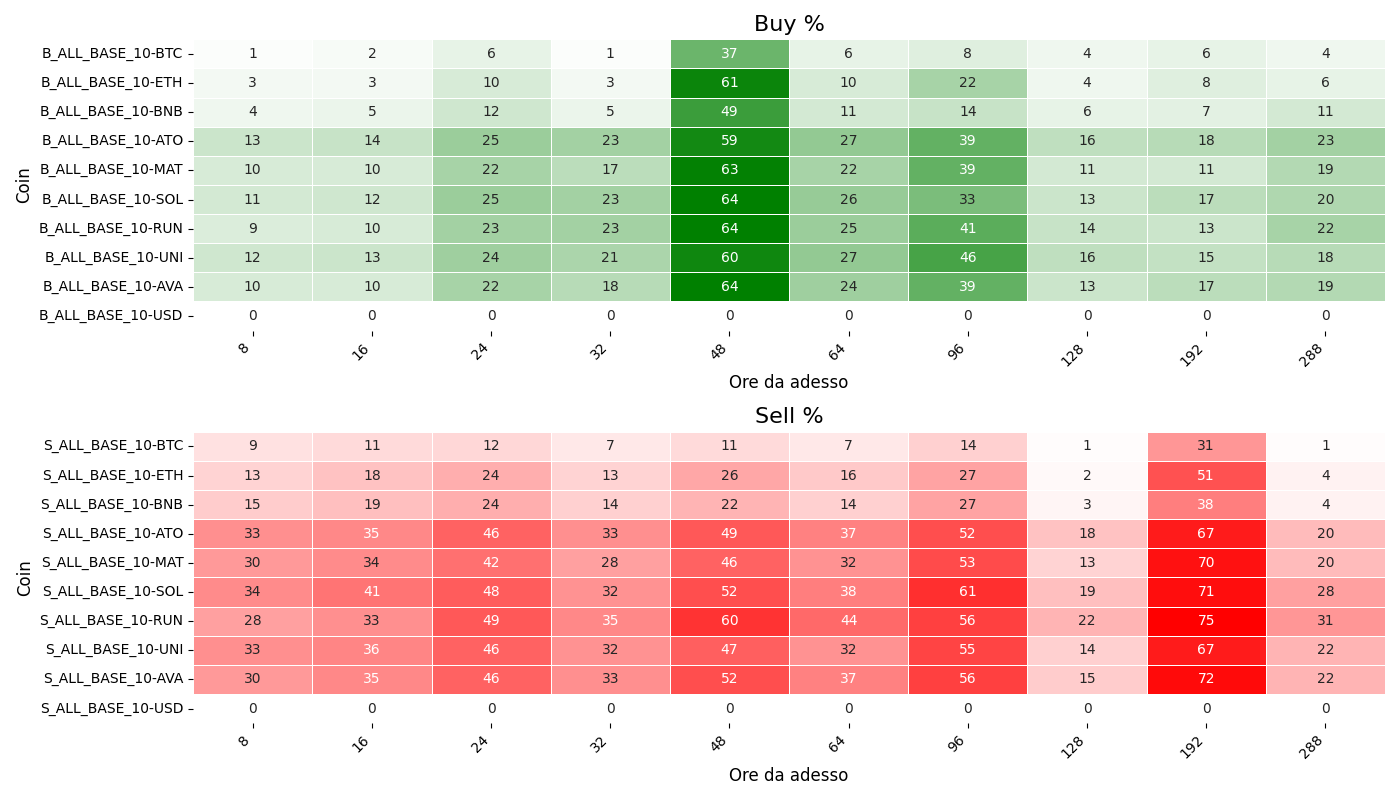 Buy %
Coin
B_ALL_BASE_10-BTC 1 2 6 1 37 6 8 4 6 4
B_ALL_BASE_10-ETH 3 3 10 3 61 10 22 4 8 6
B_ALL_BASE_10-BNB 4 5 12 5 49 11 14 6 7 11
B_ALL_BASE_10-ATO 13 14 25 23 59 27 39 16 18 23
B_ALL_BASE_10-MAT 10 10 22 17 63 22 39 11 11 19
B_ALL_BASE_10-SOL 11 12 25 23 64 26 33 13 17 20
B_ALL_BASE_10-RUN 9 10 23 23 64 25 41 14 13 22
B_ALL_BASE_10-UNI 12 13 24 21 60 27 46 16 15 18
B_ALL_BASE_10-AVA 10 10 22 18 64 24 39 13 17 19
B_ALL_BASE_10-USD 0 0 0 0 0 0 0 0 0 0
8 16 24 32 48 64 96 128 192 288
Ore da adesso
Sell %
Coin
S_ALL_BASE_10-BTC 9 11 12 7 11 7 14 1 31 1
S_ALL_BASE_10-ETH 13 18 24 13 26 16 27 2 51 4
S_ALL_BASE_10-BNB 15 19 24 14 22 14 27 3 38 4
S_ALL_BASE_10-ATO 33 35 46 33 49 37 52 18 67 20
S_ALL_BASE_10-MAT 30 34 42 28 46 32 53 13 70 20
S_ALL_BASE_10-SOL 34 41 48 32 52 38 61 19 71 28
S_ALL_BASE_10-RUN 28 33 49 35 60 44 56 22 75 31
S_ALL_BASE_10-UNI 33 36 46 32 47 32 55 14 67 22
S_ALL_BASE_10-AVA 30 35 46 33 52 37 56 15 72 22
S_ALL_BASE_10-USD 0 0 0 0 0 0 0 0 0 0
8 16 24 32 48 64 96 128 192 288
Ore da adesso